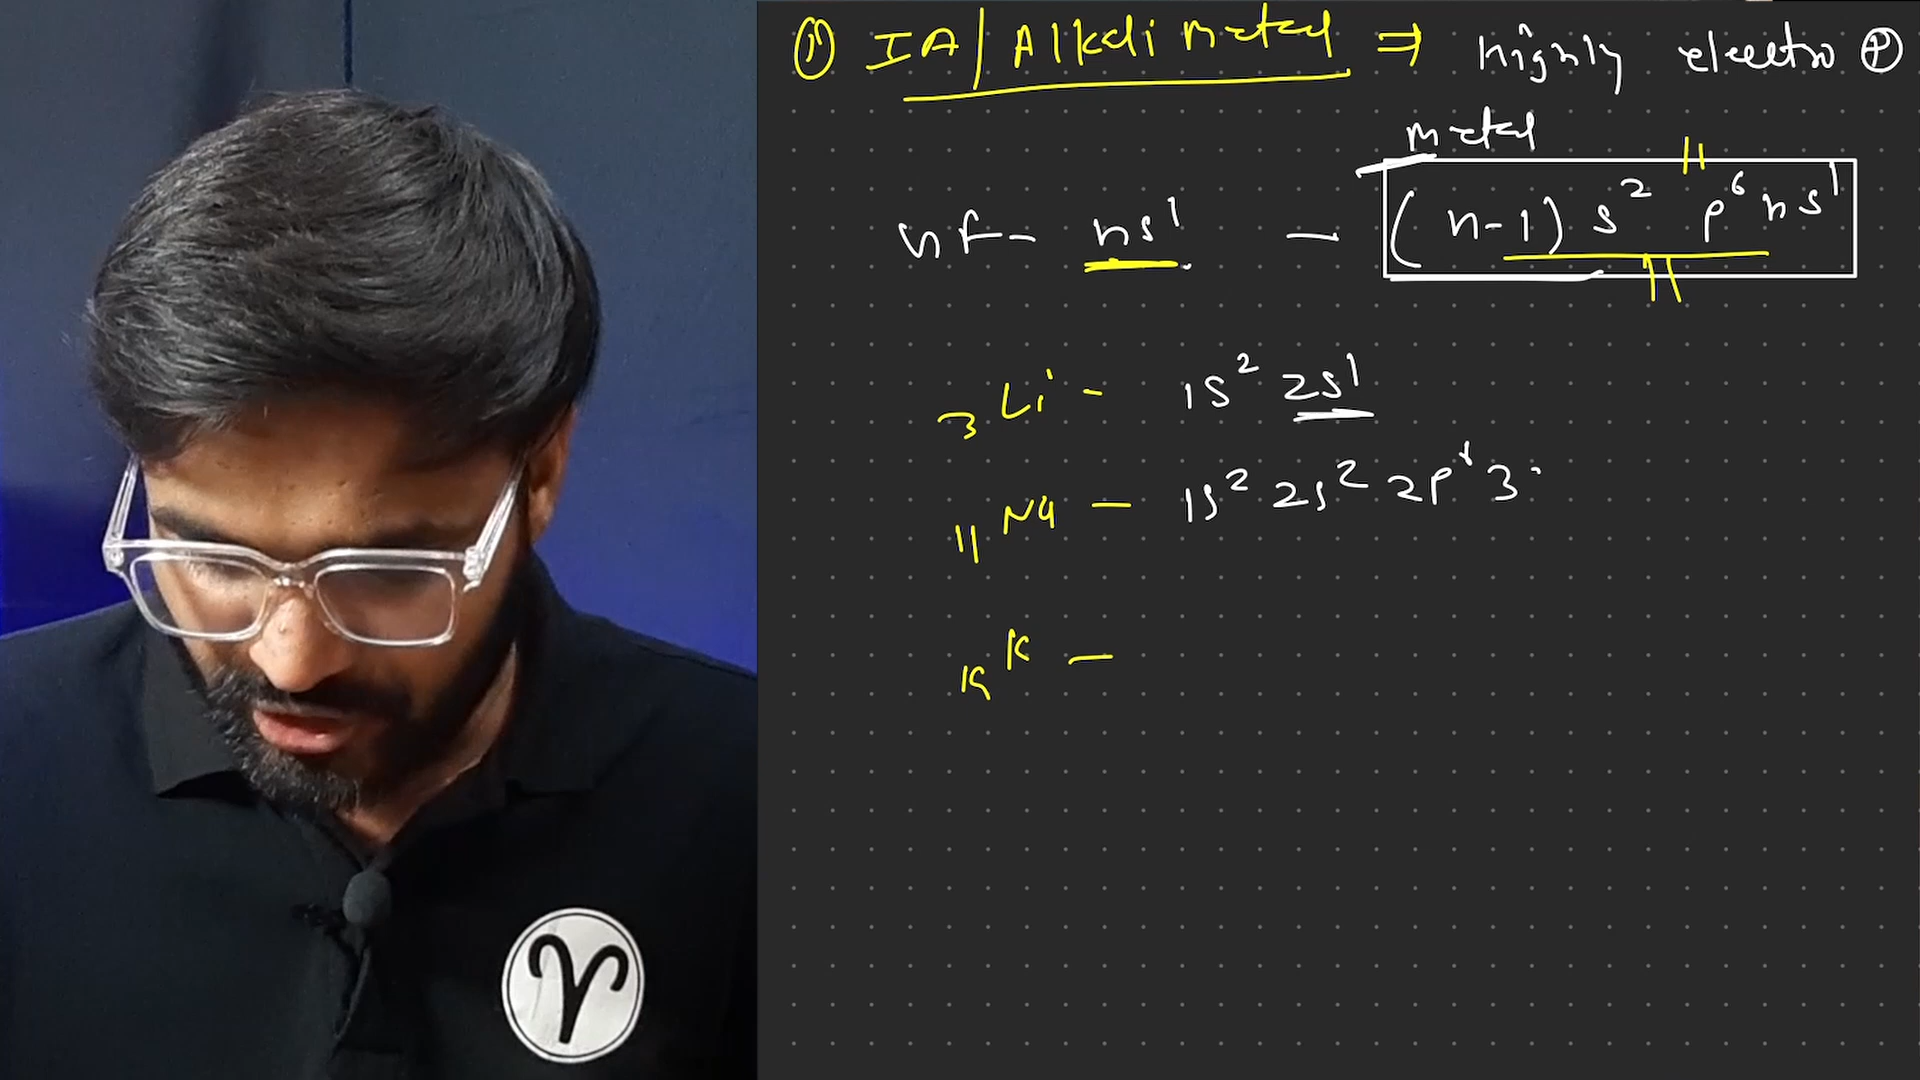 ① IA/Alkali metal ⇒ highly electro ⊕
metal
ns¹ — (n-1) s² p⁶ ns¹
₃Li - 1s² 2s¹
₁₁Na — 1s² 2s² 2p⁶ 3
₁₉K —